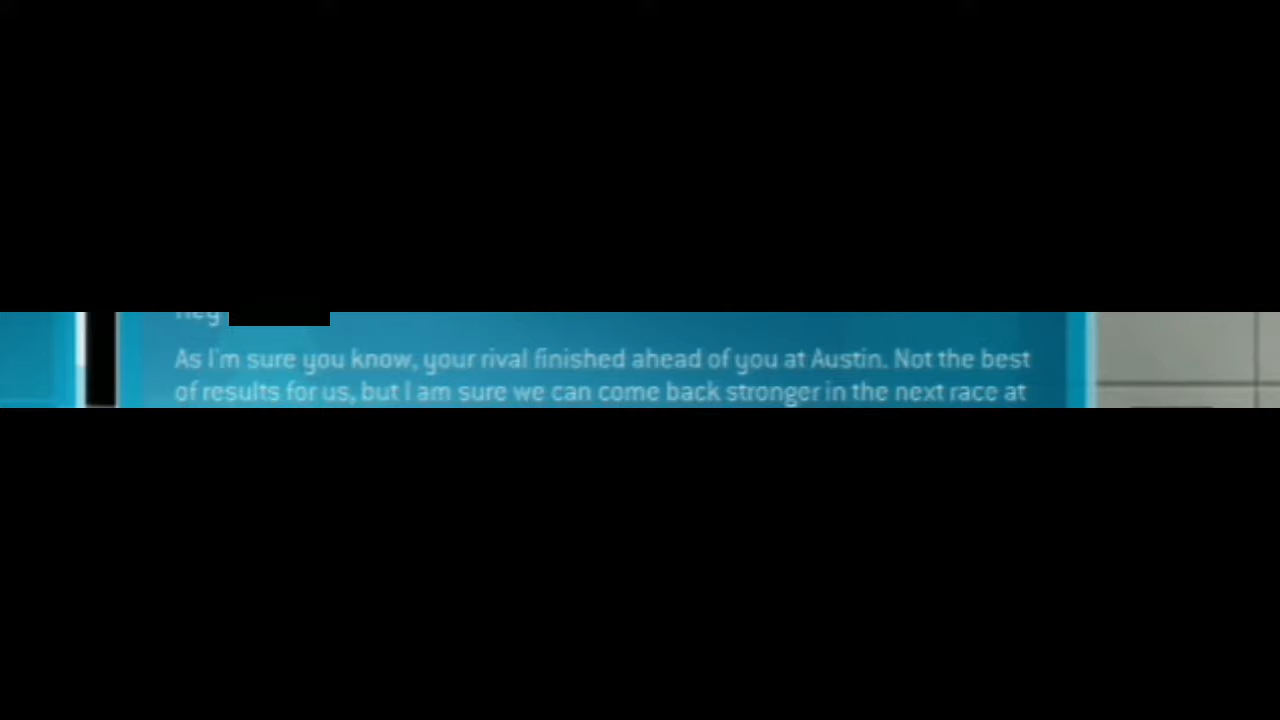 Hey
As I'm sure you know, your rival finished ahead of you at Austin. Not the best
of results for us, but I am sure we can come back stronger in the next race at